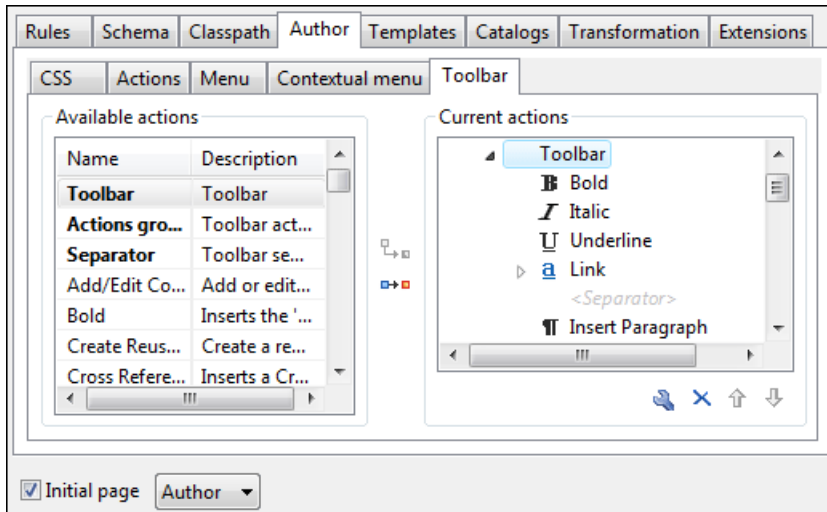 Rules Schema Classpath Author Templates Catalogs Transformation Extensions
CSS Actions Menu Contextual menu Toolbar
Available actions
Name Description
Toolbar Toolbar
Actions gro... Toolbar act...
Separator Toolbar se...
Add/Edit Co... Add or edit...
Bold Inserts the '...
Create Reus... Create a re...
Cross Refere... Inserts a Cr...
Current actions
Toolbar
B Bold
I Italic
U Underline
a Link
<Separator>
¶ Insert Paragraph
Initial page Author